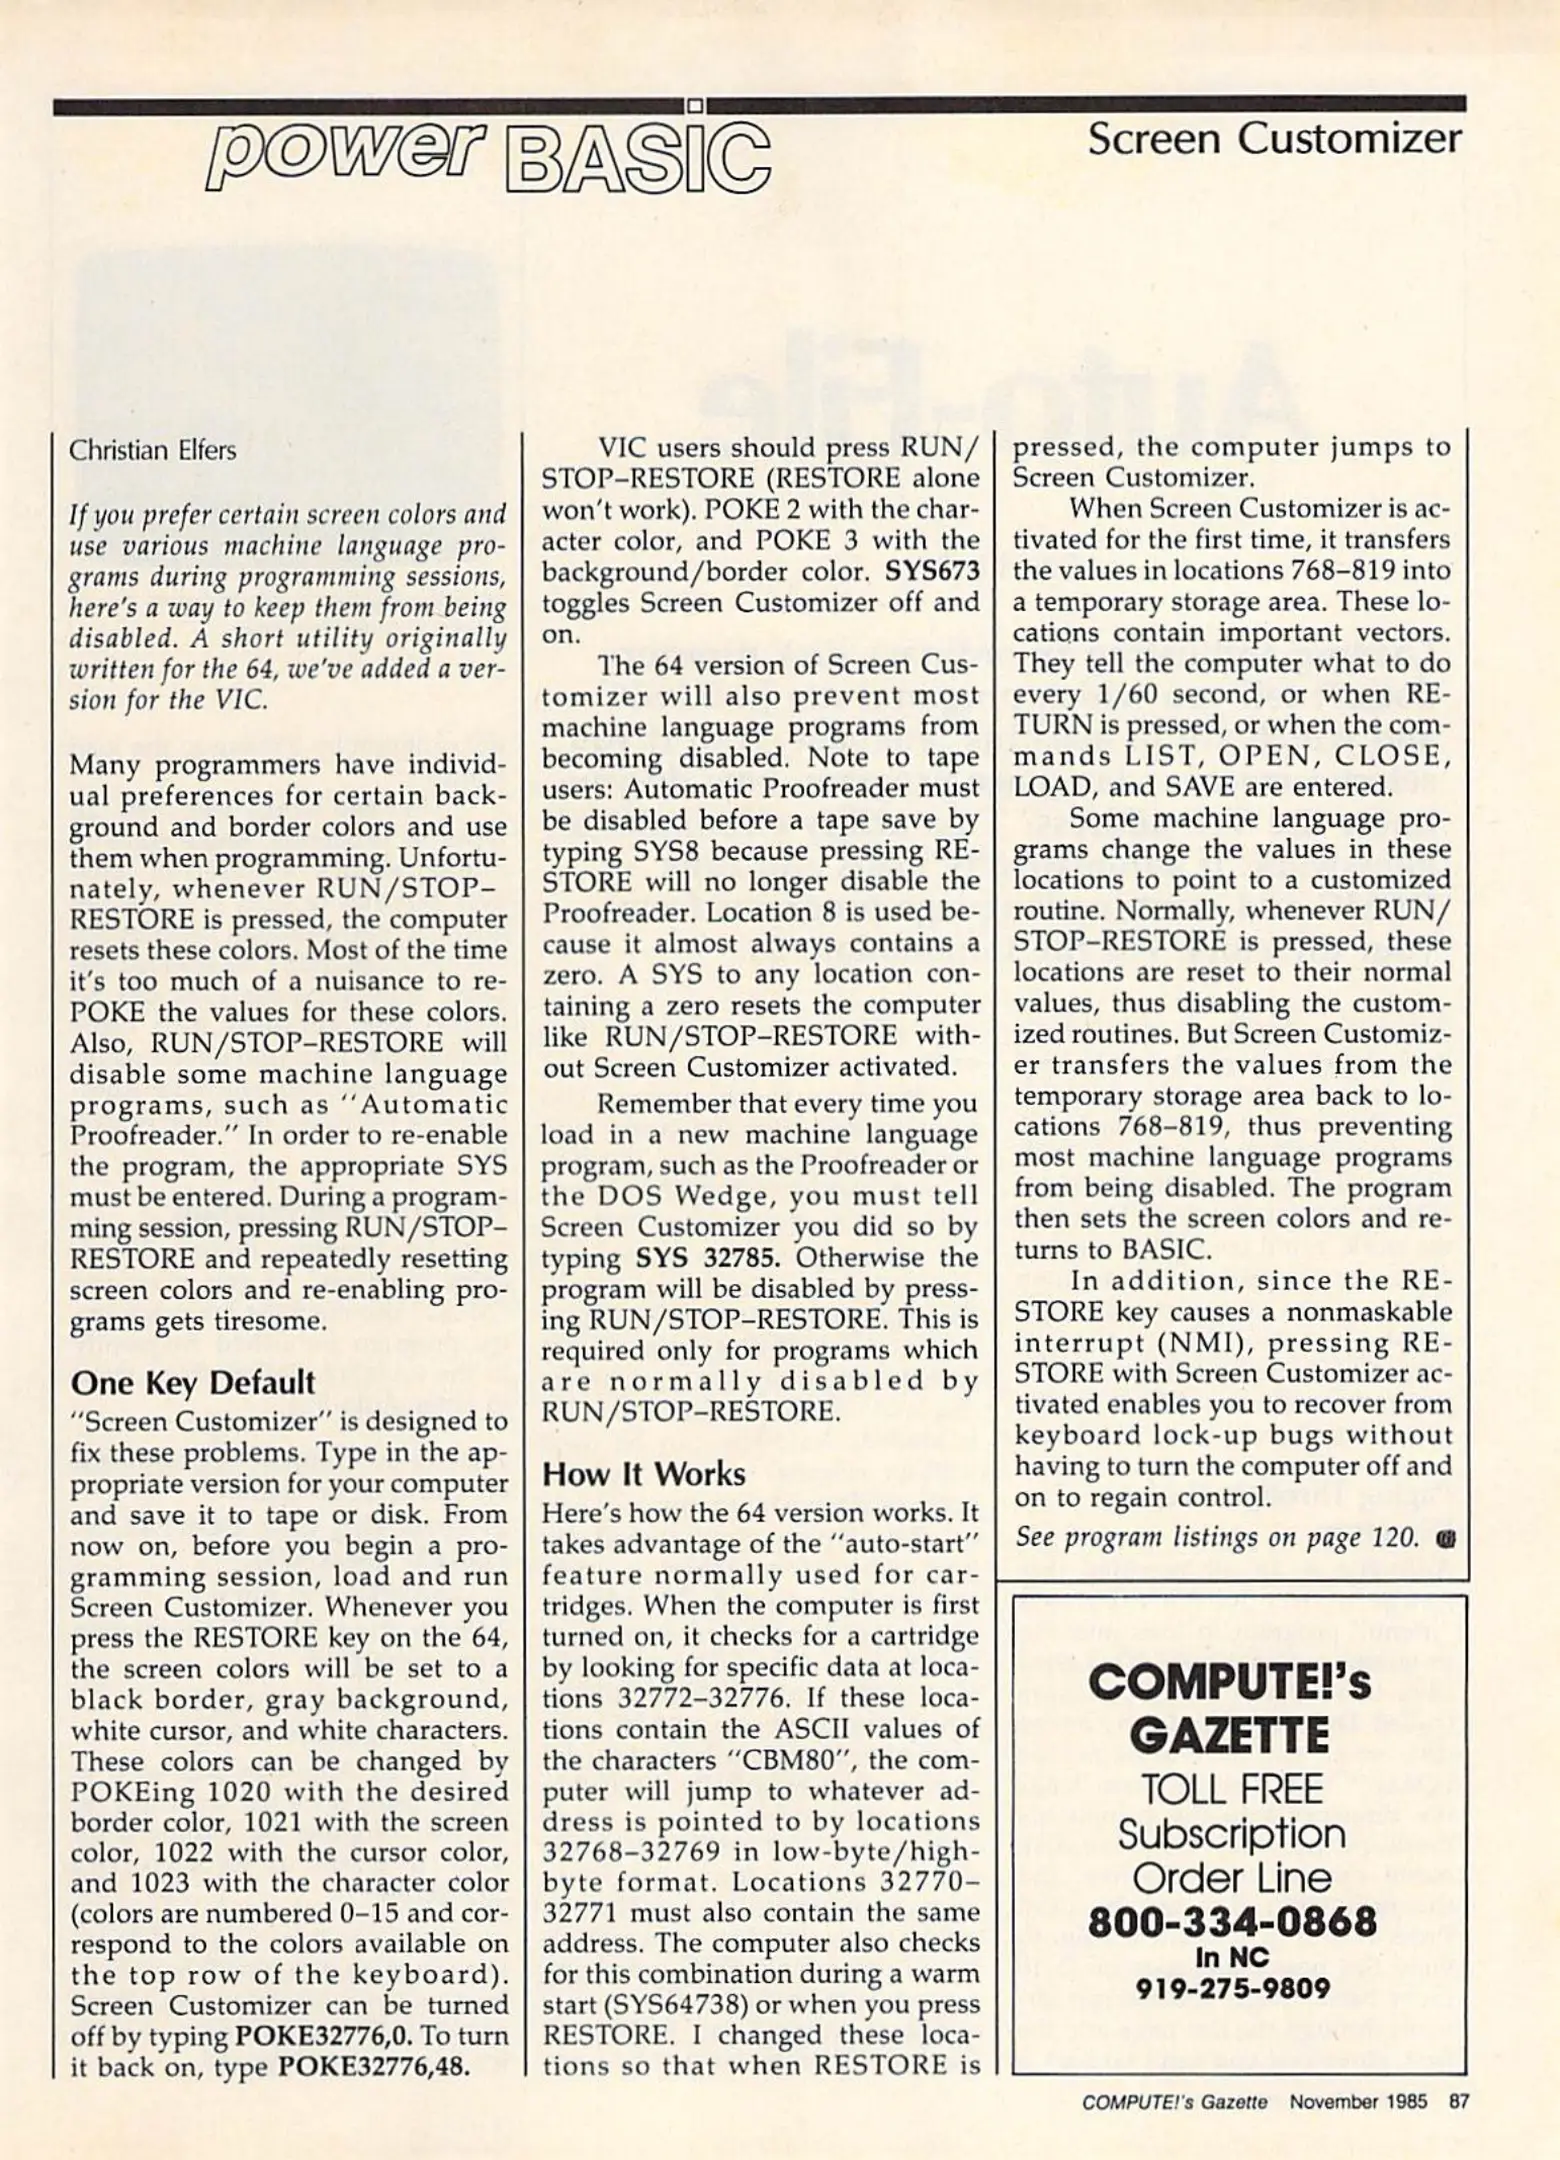 power BASIC
Screen Customizer
Christian Elfers
If you prefer certain screen colors and
use various machine language pro-
grams during programming sessions,
here's a way to keep them from being
disabled. A short utility originally
written for the 64, we've added a ver-
sion for the VIC.
Many programmers have individ-
ual preferences for certain back-
ground and border colors and use
them when programming. Unfortu-
nately, whenever RUN/STOP–
RESTORE is pressed, the computer
resets these colors. Most of the time
it's too much of a nuisance to re-
POKE the values for these colors.
Also, RUN/STOP–RESTORE will
disable some machine language
programs, such as "Automatic
Proofreader." In order to re-enable
the program, the appropriate SYS
must be entered. During a program-
ming session, pressing RUN/STOP–
RESTORE and repeatedly resetting
screen colors and re-enabling pro-
grams gets tiresome.
One Key Default
"Screen Customizer" is designed to
fix these problems. Type in the ap-
propriate version for your computer
and save it to tape or disk. From
now on, before you begin a pro-
gramming session, load and run
Screen Customizer. Whenever you
press the RESTORE key on the 64,
the screen colors will be set to a
black border, gray background,
white cursor, and white characters.
These colors can be changed by
POKEing 1020 with the desired
border color, 1021 with the screen
color, 1022 with the cursor color,
and 1023 with the character color
(colors are numbered 0–15 and cor-
respond to the colors available on
the top row of the keyboard).
Screen Customizer can be turned
off by typing POKE32776,0. To turn
it back on, type POKE32776,48.
VIC users should press RUN/
STOP–RESTORE (RESTORE alone
won't work). POKE 2 with the char-
acter color, and POKE 3 with the
background/border color. SYS673
toggles Screen Customizer off and
on.
The 64 version of Screen Cus-
tomizer will also prevent most
machine language programs from
becoming disabled. Note to tape
users: Automatic Proofreader must
be disabled before a tape save by
typing SYS8 because pressing RE-
STORE will no longer disable the
Proofreader. Location 8 is used be-
cause it almost always contains a
zero. A SYS to any location con-
taining a zero resets the computer
like RUN/STOP–RESTORE with-
out Screen Customizer activated.
Remember that every time you
load in a new machine language
program, such as the Proofreader or
the DOS Wedge, you must tell
Screen Customizer you did so by
typing SYS 32785. Otherwise the
program will be disabled by press-
ing RUN/STOP–RESTORE. This is
required only for programs which
are normally disabled by
RUN/STOP–RESTORE.
How It Works
Here's how the 64 version works. It
takes advantage of the "auto-start"
feature normally used for car-
tridges. When the computer is first
turned on, it checks for a cartridge
by looking for specific data at loca-
tions 32772–32776. If these loca-
tions contain the ASCII values of
the characters "CBM80", the com-
puter will jump to whatever ad-
dress is pointed to by locations
32768–32769 in low-byte/high-
byte format. Locations 32770–
32771 must also contain the same
address. The computer also checks
for this combination during a warm
start (SYS64738) or when you press
RESTORE. I changed these loca-
tions so that when RESTORE is
pressed, the computer jumps to
Screen Customizer.
When Screen Customizer is ac-
tivated for the first time, it transfers
the values in locations 768–819 into
a temporary storage area. These lo-
cations contain important vectors.
They tell the computer what to do
every 1/60 second, or when RE-
TURN is pressed, or when the com-
mands LIST, OPEN, CLOSE,
LOAD, and SAVE are entered.
Some machine language pro-
grams change the values in these
locations to point to a customized
routine. Normally, whenever RUN/
STOP–RESTORE is pressed, these
locations are reset to their normal
values, thus disabling the custom-
ized routines. But Screen Customiz-
er transfers the values from the
temporary storage area back to lo-
cations 768–819, thus preventing
most machine language programs
from being disabled. The program
then sets the screen colors and re-
turns to BASIC.
In addition, since the RE-
STORE key causes a nonmaskable
interrupt (NMI), pressing RE-
STORE with Screen Customizer ac-
tivated enables you to recover from
keyboard lock-up bugs without
having to turn the computer off and
on to regain control.
See program listings on page 120.
COMPUTE!'s
GAZETTE
TOLL FREE
Subscription
Order Line
800-334-0868
In NC
919-275-9809
COMPUTE!'s Gazette November 1985 87